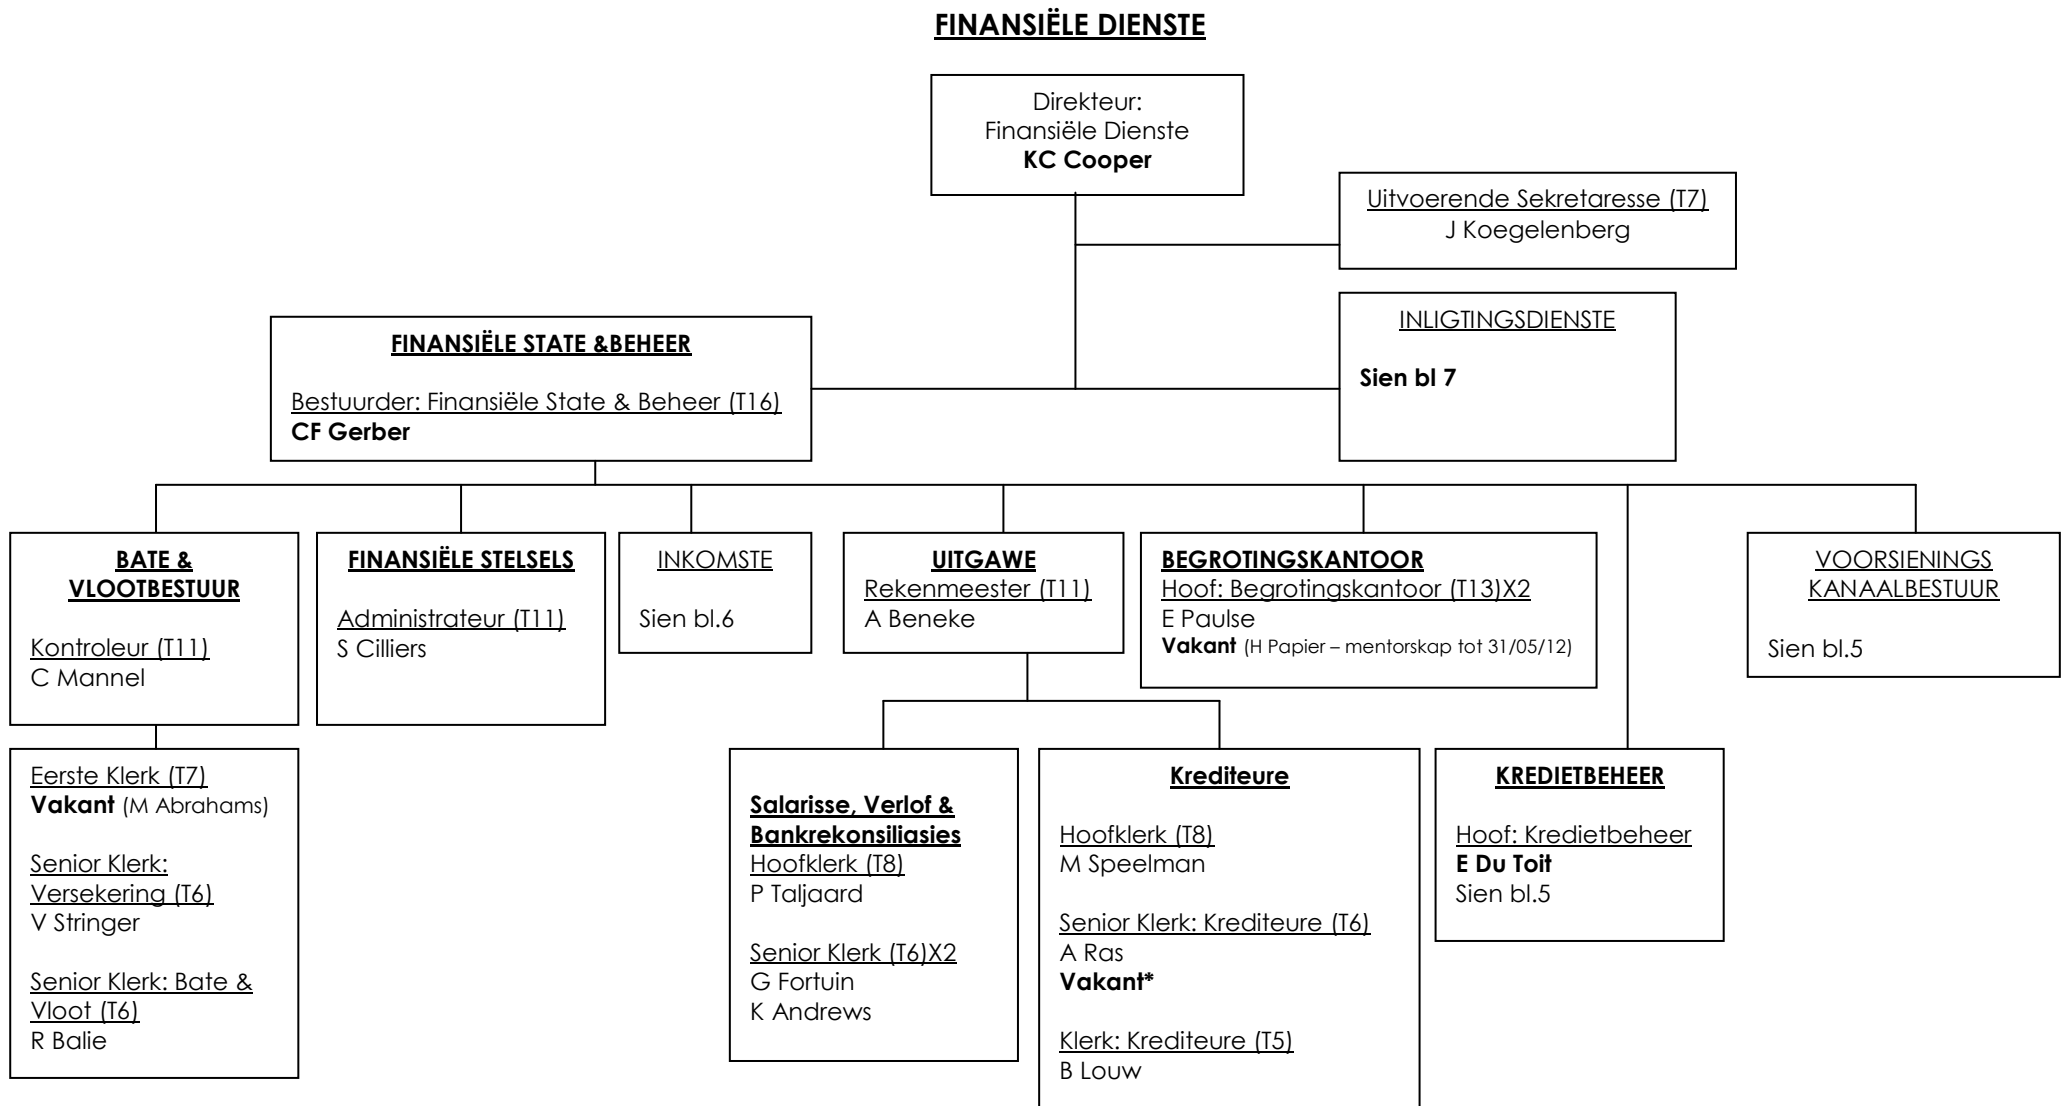 FINANSIËLE DIENSTE
Direkteur:
Finansiële Dienste
KC Cooper
Uitvoerende Sekretaresse (T7)
J Koegelenberg
INLIGTINGSDIENSTE
Sien bl 7
FINANSIËLE STATE &BEHEER
Bestuurder: Finansiële State & Beheer (T16)
CF Gerber
BATE &
VLOOTBESTUUR
Kontroleur (T11)
C Mannel
FINANSIËLE STELSELS
Administrateur (T11)
S Cilliers
INKOMSTE
Sien bl.6
UITGAWE
Rekenmeester (T11)
A Beneke
BEGROTINGSKANTOOR
Hoof: Begrotingskantoor (T13)X2
E Paulse
Vakant (H Papier – mentorskap tot 31/05/12)
VOORSIENINGS
KANAALBESTUUR
Sien bl.5
Eerste Klerk (T7)
Vakant (M Abrahams)
Senior Klerk:
Versekering (T6)
V Stringer
Senior Klerk: Bate &
Vloot (T6)
R Balie
Salarisse, Verlof &
Bankrekonsiliasies
Hoofklerk (T8)
P Taljaard
Senior Klerk (T6)X2
G Fortuin
K Andrews
Krediteure
Hoofklerk (T8)
M Speelman
Senior Klerk: Krediteure (T6)
A Ras
Vakant*
Klerk: Krediteure (T5)
B Louw
KREDIETBEHEER
Hoof: Kredietbeheer
E Du Toit
Sien bl.5